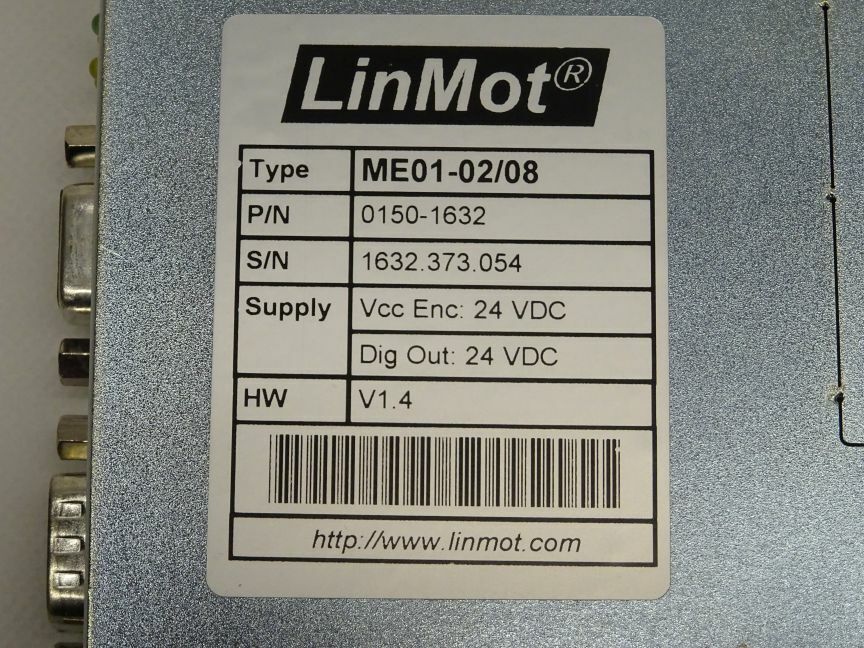 LinMot®
Type ME01-02/08
P/N 0150-1632
S/N 1632.373.054
Supply Vcc Enc: 24 VDC
Dig Out: 24 VDC
HW V1.4
http://www.linmot.com